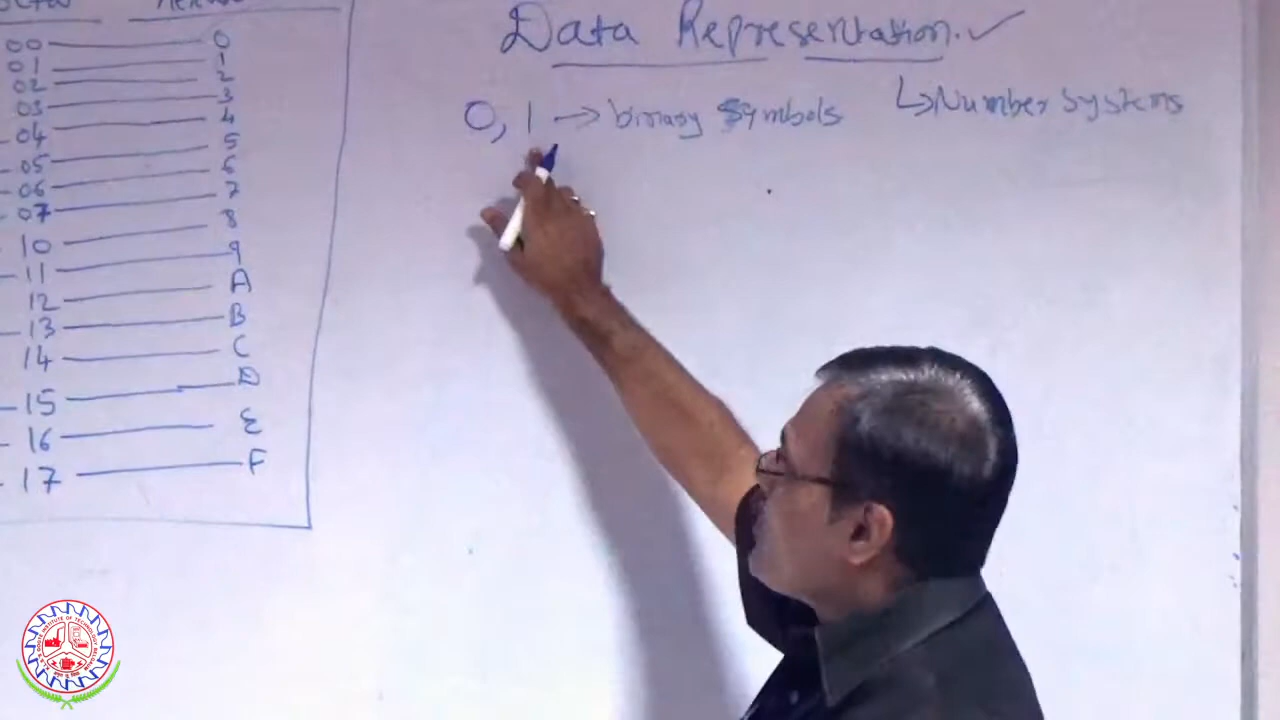 Data Representation. ✓
0, 1 → binary Symbols
↳ Number Systems
00 — 0
01 — 1
02 — 2
03 — 3
04 — 4
05 — 5
06 — 6
07 — 7
10 — 8
11 — 9
12 — A
13 — B
14 — C
15 — D
16 — E
17 — F